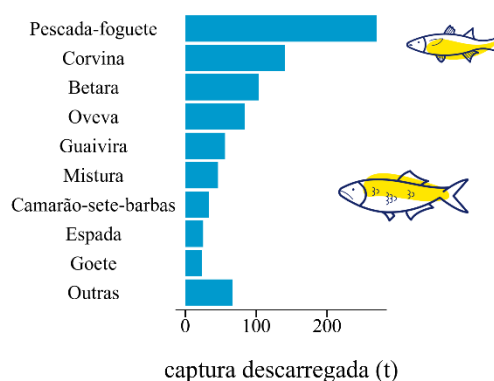 Pescada-foguete
Corvina
Betara
Oveva
Guaivira
Mistura
Camarão-sete-barbas
Espada
Goete
Outras
0 100 200
captura descarregada (t)